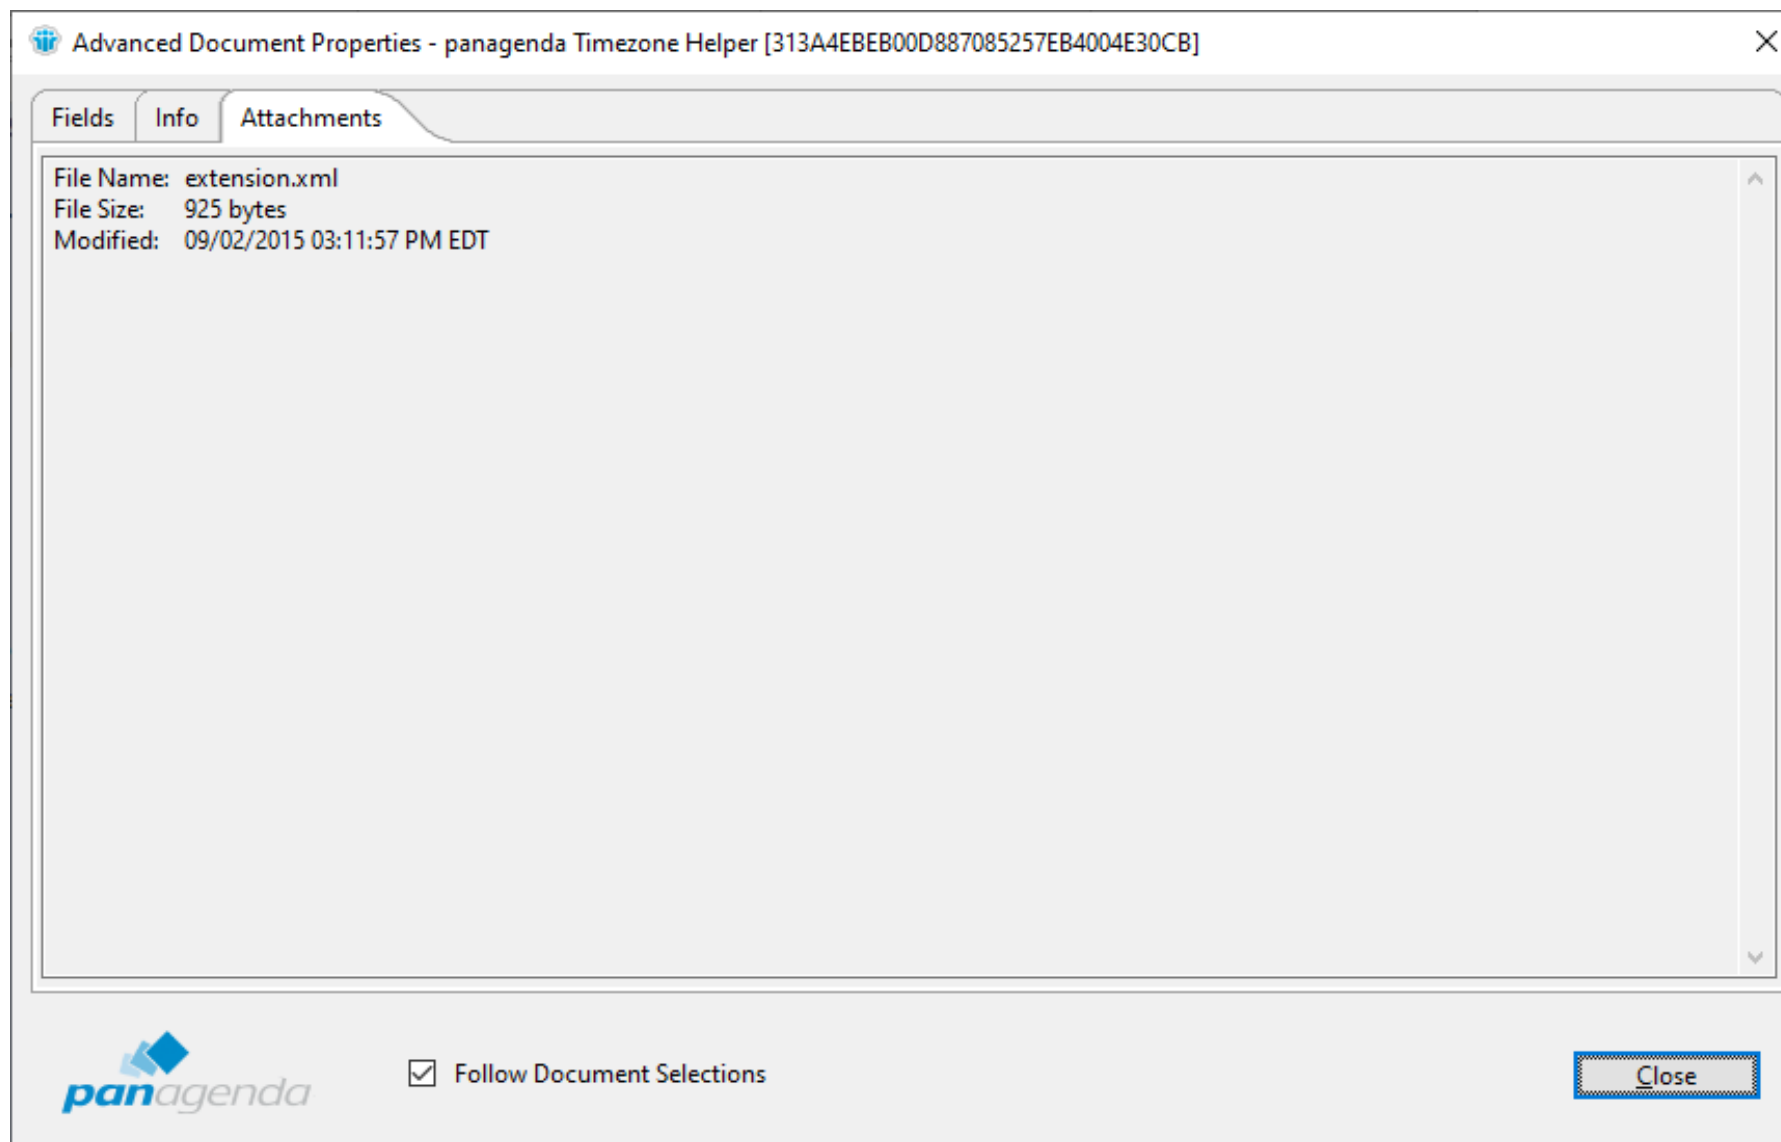 Advanced Document Properties - panagenda Timezone Helper [313A4EBEB00D887085257EB4004E30CB]
Fields Info Attachments
File Name: extension.xml
File Size: 925 bytes
Modified: 09/02/2015 03:11:57 PM EDT
panagenda
Follow Document Selections
Close